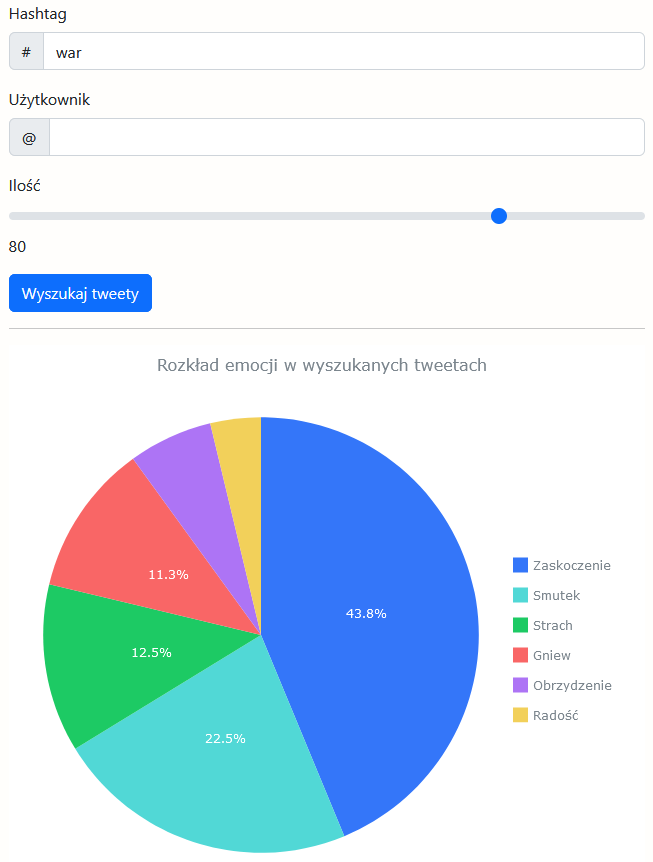 Hashtag
# war
Użytkownik
@
Ilość
80
Wyszukaj tweety
Rozkład emocji w wyszukanych tweetach
43.8%
22.5%
12.5%
11.3%
Zaskoczenie
Smutek
Strach
Gniew
Obrzydzenie
Radość